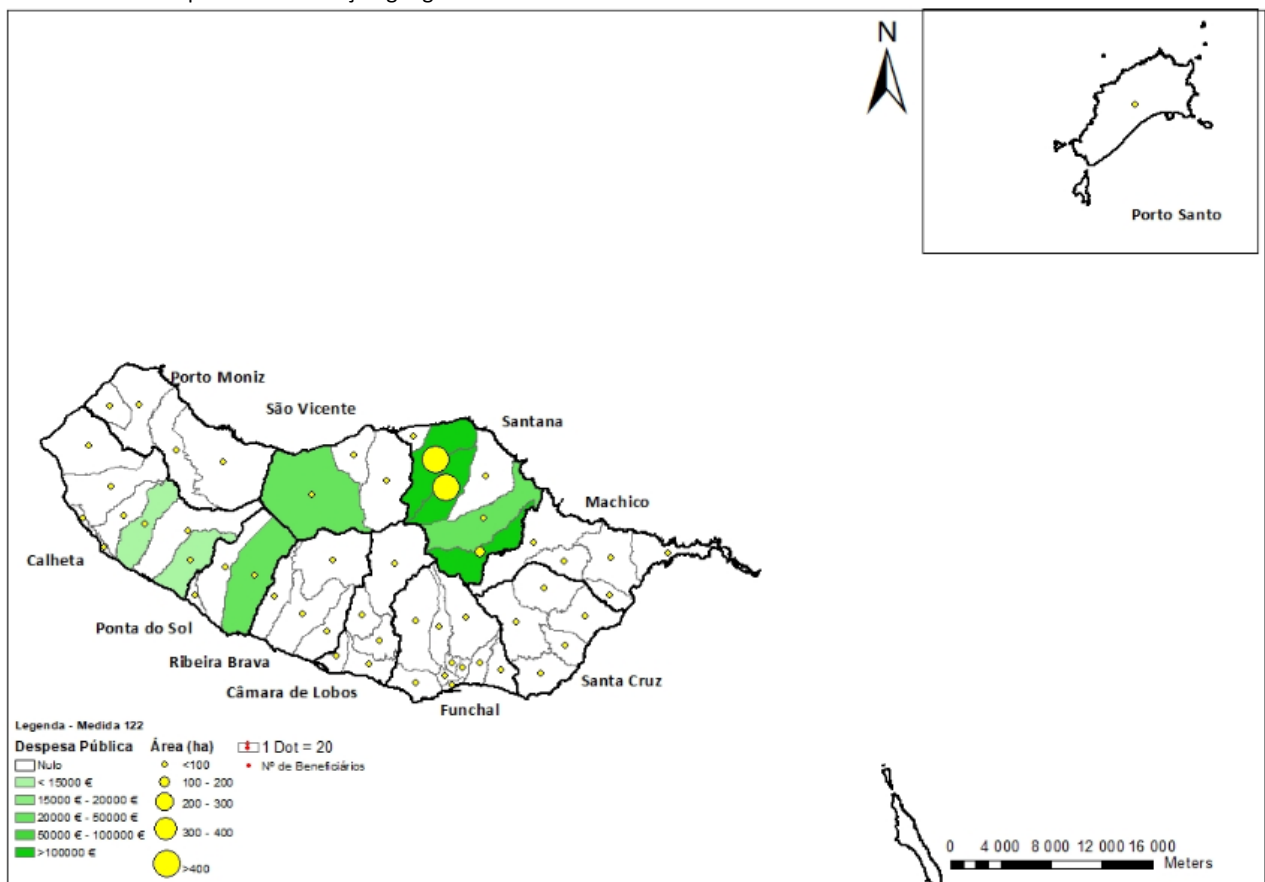 N
Porto Santo
Porto Moniz
São Vicente
Santana
Machico
Calheta
Ponta do Sol
Ribeira Brava
Câmara de Lobos
Funchal
Santa Cruz
Legenda - Medida 122
Despesa Pública
Nulo
< 15000 €
15000 € - 20000 €
20000 € - 50000 €
50000 € - 100000 €
>100000 €
Área (ha)
<100
100 - 200
200 - 300
300 - 400
>400
1 Dot = 20
Nº de Beneficiários
0 4 000 8 000 12 000 16 000
Meters